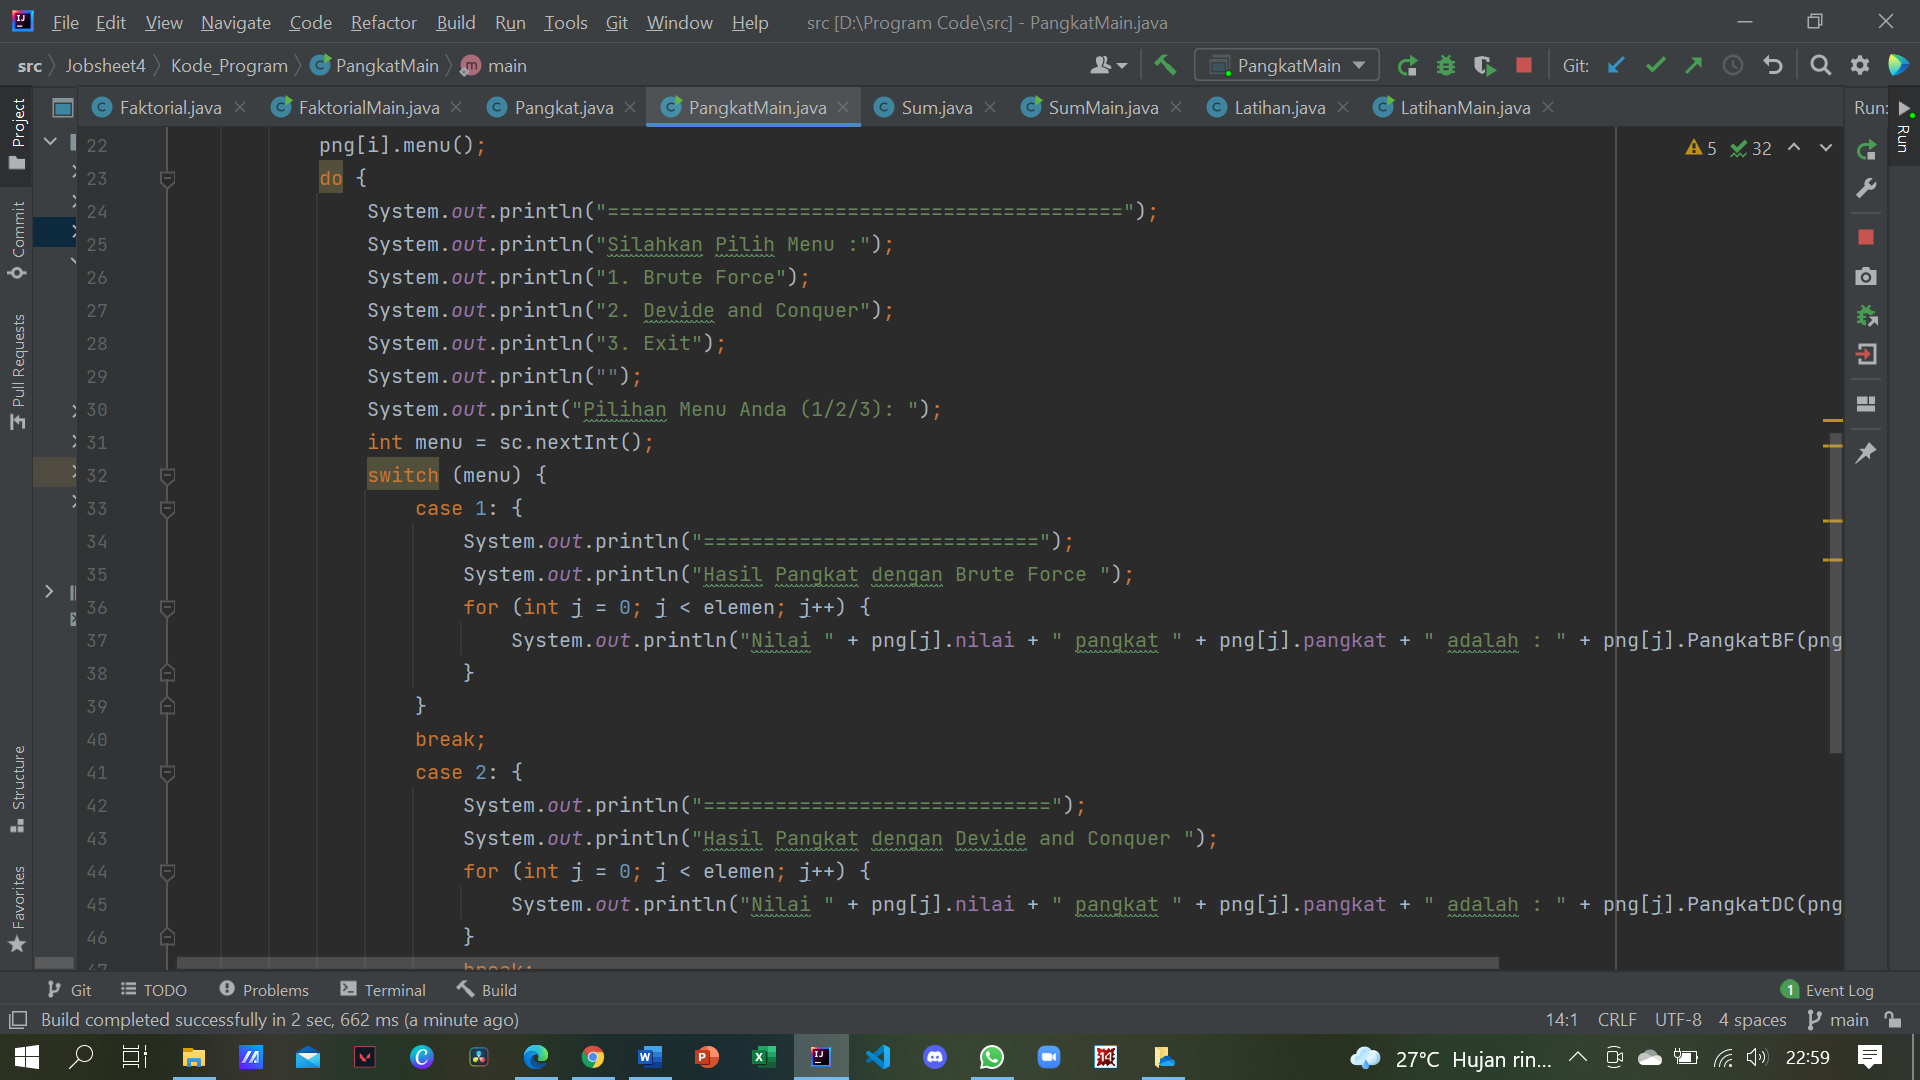 File Edit View Navigate Code Refactor Build Run Tools Git Window Help src [D:\Program Code\src] - PangkatMain.java
src Jobsheet4 Kode_Program PangkatMain main PangkatMain Git:
Faktorial.java FaktorialMain.java Pangkat.java PangkatMain.java Sum.java SumMain.java Latihan.java LatihanMain.java Run:
Project
Commit
Pull Requests
Structure
Favorites
Run
5 32
22 png[i].menu();
23 do {
24 System.out.println("===========================================");
25 System.out.println("Silahkan Pilih Menu :");
26 System.out.println("1. Brute Force");
27 System.out.println("2. Devide and Conquer");
28 System.out.println("3. Exit");
29 System.out.println("");
30 System.out.print("Pilihan Menu Anda (1/2/3): ");
31 int menu = sc.nextInt();
32 switch (menu) {
33 case 1: {
34 System.out.println("============================");
35 System.out.println("Hasil Pangkat dengan Brute Force ");
36 for (int j = 0; j < elemen; j++) {
37 System.out.println("Nilai " + png[j].nilai + " pangkat " + png[j].pangkat + " adalah : " + png[j].PangkatBF(png
38 }
39 }
40 break;
41 case 2: {
42 System.out.println("=============================");
43 System.out.println("Hasil Pangkat dengan Devide and Conquer ");
44 for (int j = 0; j < elemen; j++) {
45 System.out.println("Nilai " + png[j].nilai + " pangkat " + png[j].pangkat + " adalah : " + png[j].PangkatDC(png
46 }
47 break;
Git TODO Problems Terminal Build 1 Event Log
Build completed successfully in 2 sec, 662 ms (a minute ago) 14:1 CRLF UTF-8 4 spaces main
27°C Hujan rin... 22:59